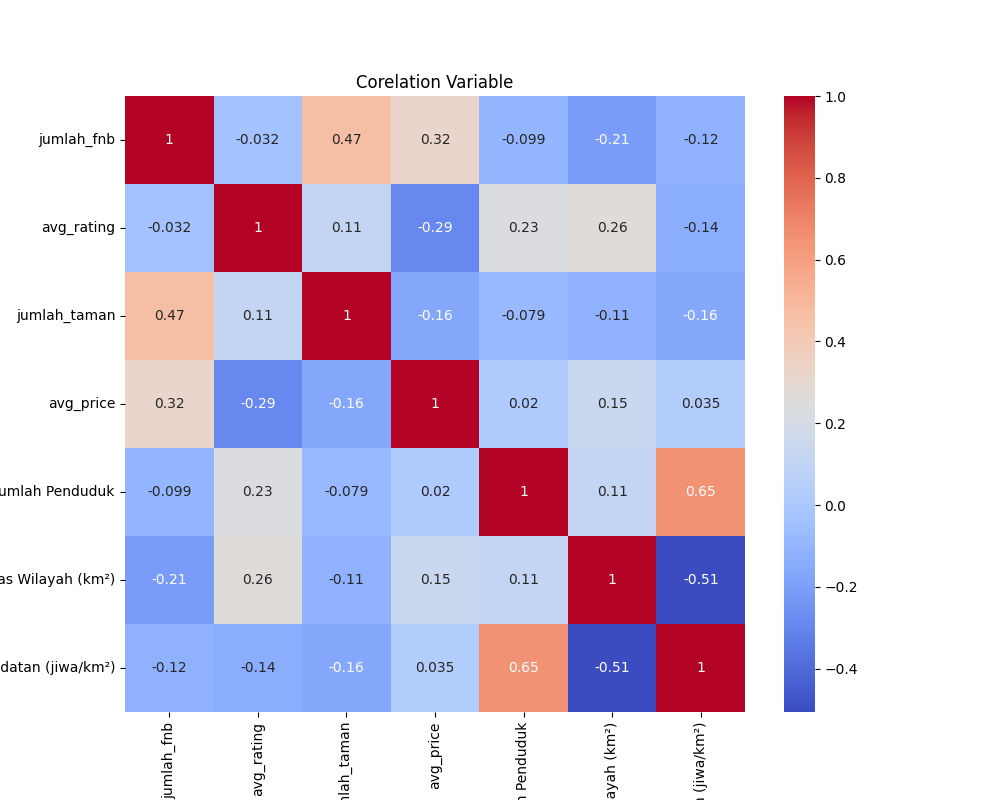 Corelation Variable
jumlah_fnb 1 -0.032 0.47 0.32 -0.099 -0.21 -0.12
avg_rating -0.032 1 0.11 -0.29 0.23 0.26 -0.14
jumlah_taman 0.47 0.11 1 -0.16 -0.079 -0.11 -0.16
avg_price 0.32 -0.29 -0.16 1 0.02 0.15 0.035
umlah Penduduk -0.099 0.23 -0.079 0.02 1 0.11 0.65
as Wilayah (km²) -0.21 0.26 -0.11 0.15 0.11 1 -0.51
datan (jiwa/km²) -0.12 -0.14 -0.16 0.035 0.65 -0.51 1
jumlah_fnb
avg_rating
mlah_taman
avg_price
Penduduk
ayah (km²)
(jiwa/km²)
1.0
0.8
0.6
0.4
0.2
0.0
−0.2
−0.4